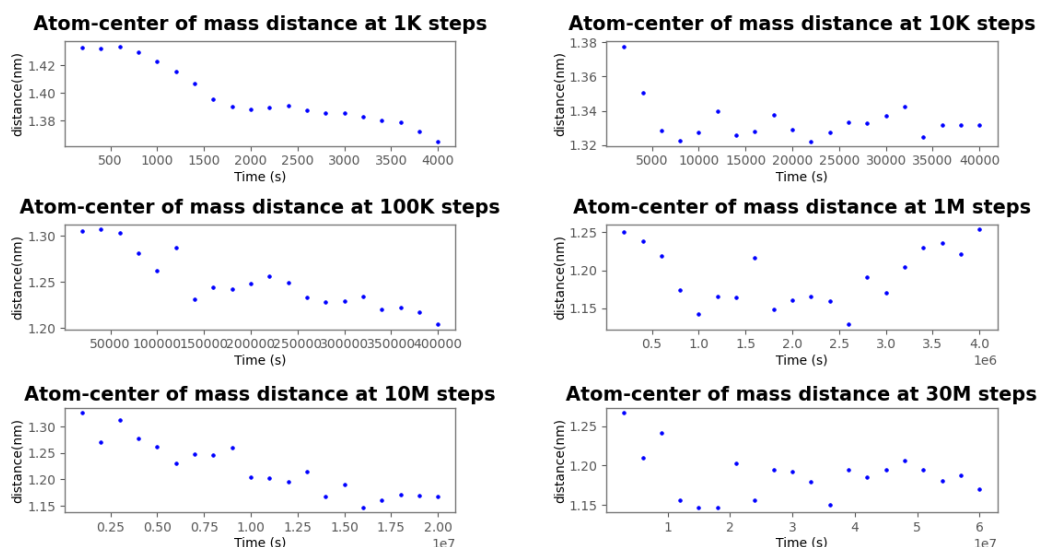 Atom-center of mass distance at 1K steps
distance(nm)
1.42
1.40
1.38
500 1000 1500 2000 2500 3000 3500 4000
Time (s)
Atom-center of mass distance at 10K steps
distance(nm)
1.38
1.36
1.34
1.32
5000 10000 15000 20000 25000 30000 35000 40000
Time (s)
Atom-center of mass distance at 100K steps
distance(nm)
1.30
1.25
1.20
50000 100000 150000 200000 250000 300000 350000 400000
Time (s)
Atom-center of mass distance at 1M steps
distance(nm)
1.25
1.20
1.15
0.5 1.0 1.5 2.0 2.5 3.0 3.5 4.0
Time (s)
1e6
Atom-center of mass distance at 10M steps
distance(nm)
1.30
1.25
1.20
1.15
0.25 0.50 0.75 1.00 1.25 1.50 1.75 2.00
Time (s)
1e7
Atom-center of mass distance at 30M steps
distance(nm)
1.25
1.20
1.15
1 2 3 4 5 6
Time (s)
1e7